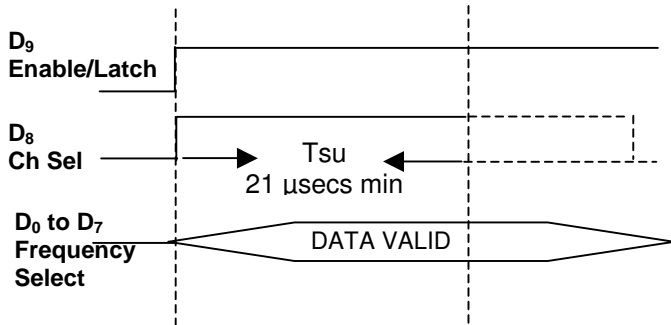 D₉
Enable/Latch
D₈
Ch Sel
Tsu
21 µsecs min
D₀ to D₇
Frequency
Select
DATA VALID